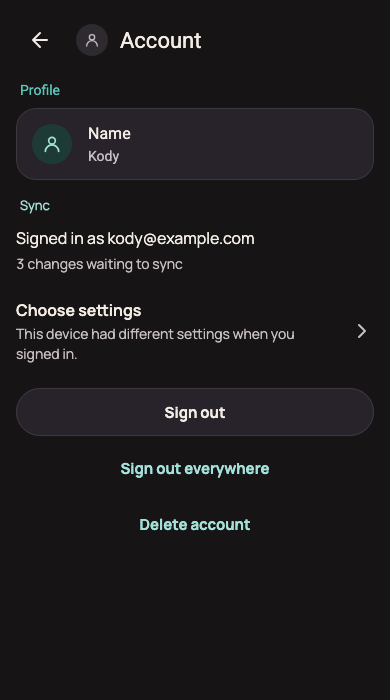 Account
Profile
Name
Kody
Sync
Signed in as kody@example.com
3 changes waiting to sync
Choose settings
This device had different settings when you
signed in.
Sign out
Sign out everywhere
Delete account